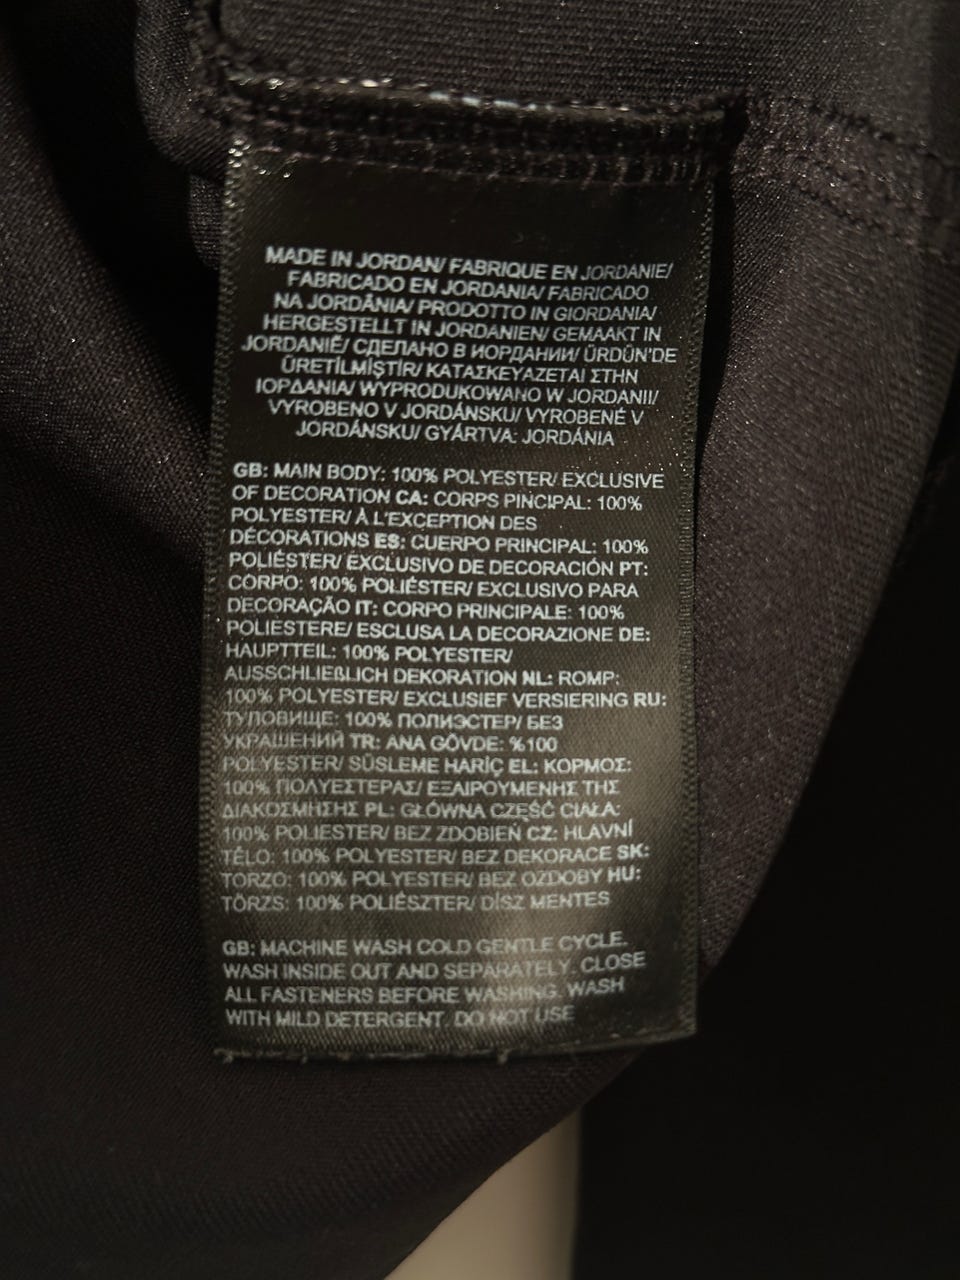 MADE IN JORDAN/ FABRIQUE EN JORDANIE/
FABRICADO EN JORDANIA/ FABRICADO
NA JORDÂNIA/ PRODOTTO IN GIORDANIA/
HERGESTELLT IN JORDANIEN/ GEMAAKT IN
JORDANIË/ СДЕЛАНО В ИОРДАНИИ/ ÜRDÜN'DE
ÜRETİLMİŞTİR/ ΚΑΤΑΣΚΕΥΑΖΕΤΑΙ ΣΤΗΝ
ΙΟΡΔΑΝΙΑ/ WYPRODUKOWANO W JORDANII/
VYROBENO V JORDÁNSKU/ VYROBENÉ V
JORDÁNSKU/ GYÁRTVA: JORDÁNIA
GB: MAIN BODY: 100% POLYESTER/ EXCLUSIVE
OF DECORATION CA: CORPS PINCIPAL: 100%
POLYESTER/ À L'EXCEPTION DES
DÉCORATIONS ES: CUERPO PRINCIPAL: 100%
POLIÉSTER/ EXCLUSIVO DE DECORACIÓN PT:
CORPO: 100% POLIÉSTER/ EXCLUSIVO PARA
DECORAÇÃO IT: CORPO PRINCIPALE: 100%
POLIESTERE/ ESCLUSA LA DECORAZIONE DE:
HAUPTTEIL: 100% POLYESTER/
AUSSCHLIEßLICH DEKORATION NL: ROMP:
100% POLYESTER/ EXCLUSIEF VERSIERING RU:
ТУЛОВИЩЕ: 100% ПОЛИЭСТЕР/ БЕЗ
УКРАШЕНИЙ TR: ANA GÖVDE: %100
POLYESTER/ SÜSLEME HARİÇ EL: ΚΟΡΜΟΣ:
100% ΠΟΛΥΕΣΤΕΡΑΣ/ ΕΞΑΙΡΟΥΜΕΝΗΣ ΤΗΣ
ΔΙΑΚΟΣΜΗΣΗΣ PL: GŁÓWNA CZĘŚĆ CIAŁA:
100% POLIESTER/ BEZ ZDOBIEŃ CZ: HLAVNÍ
TĚLO: 100% POLYESTER/ BEZ DEKORACE SK:
TORZO: 100% POLYESTER/ BEZ OZDOBY HU:
TÖRZS: 100% POLIÉSZTER/ DÍSZ MENTES
GB: MACHINE WASH COLD GENTLE CYCLE.
WASH INSIDE OUT AND SEPARATELY. CLOSE
ALL FASTENERS BEFORE WASHING. WASH
WITH MILD DETERGENT. DO NOT USE